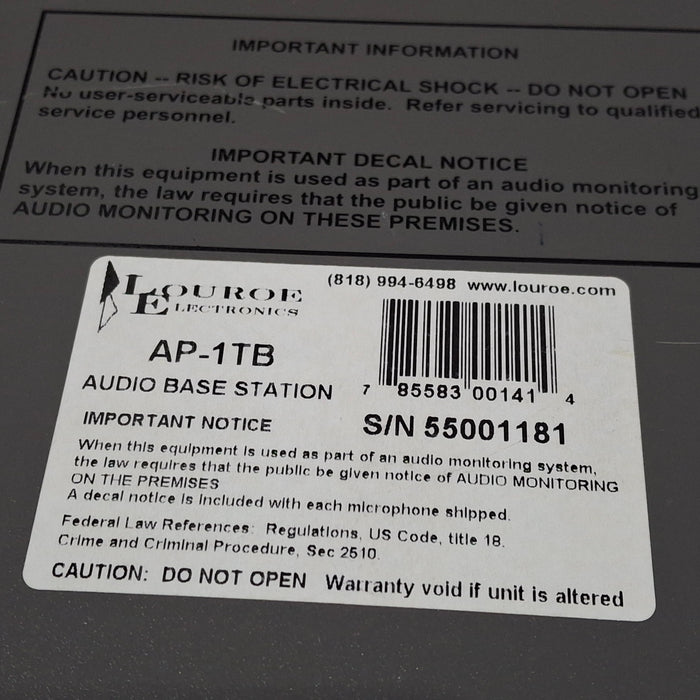 IMPORTANT INFORMATION
CAUTION -- RISK OF ELECTRICAL SHOCK -- DO NOT OPEN
No user-serviceable parts inside. Refer servicing to qualified
service personnel.
IMPORTANT DECAL NOTICE
When this equipment is used as part of an audio monitoring
system, the law requires that the public be given notice of
AUDIO MONITORING ON THESE PREMISES.
LOUROE
ELECTRONICS
(818) 994-6498 www.louroe.com
AP-1TB
AUDIO BASE STATION
7 85583 00141 4
IMPORTANT NOTICE
S/N 55001181
When this equipment is used as part of an audio monitoring system,
the law requires that the public be given notice of AUDIO MONITORING
ON THE PREMISES
A decal notice is included with each microphone shipped.
Federal Law References: Regulations, US Code, title 18.
Crime and Criminal Procedure, Sec 2510.
CAUTION: DO NOT OPEN Warranty void if unit is altered